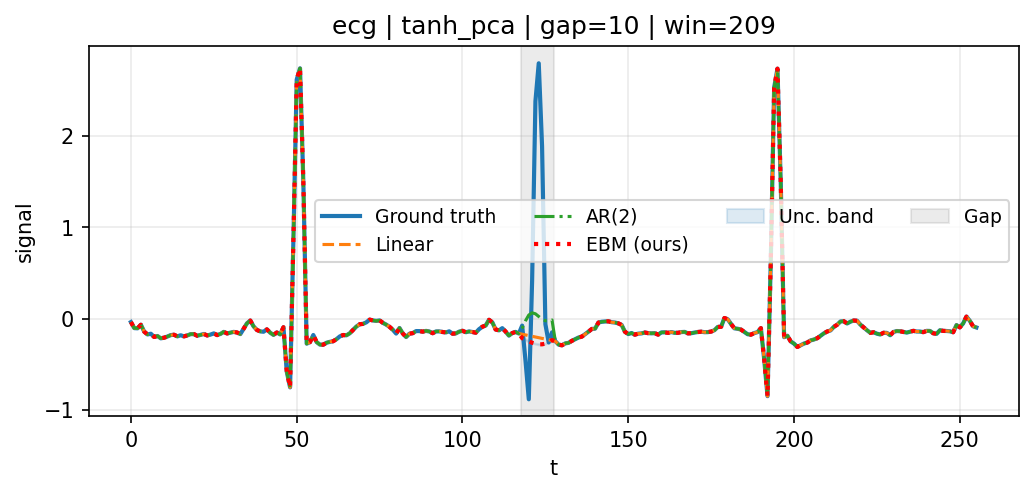 ecg | tanh_pca | gap=10 | win=209
signal
2
1
0
−1
Ground truth
Linear
AR(2)
EBM (ours)
Unc. band
Gap
0
50
100
150
200
250
t